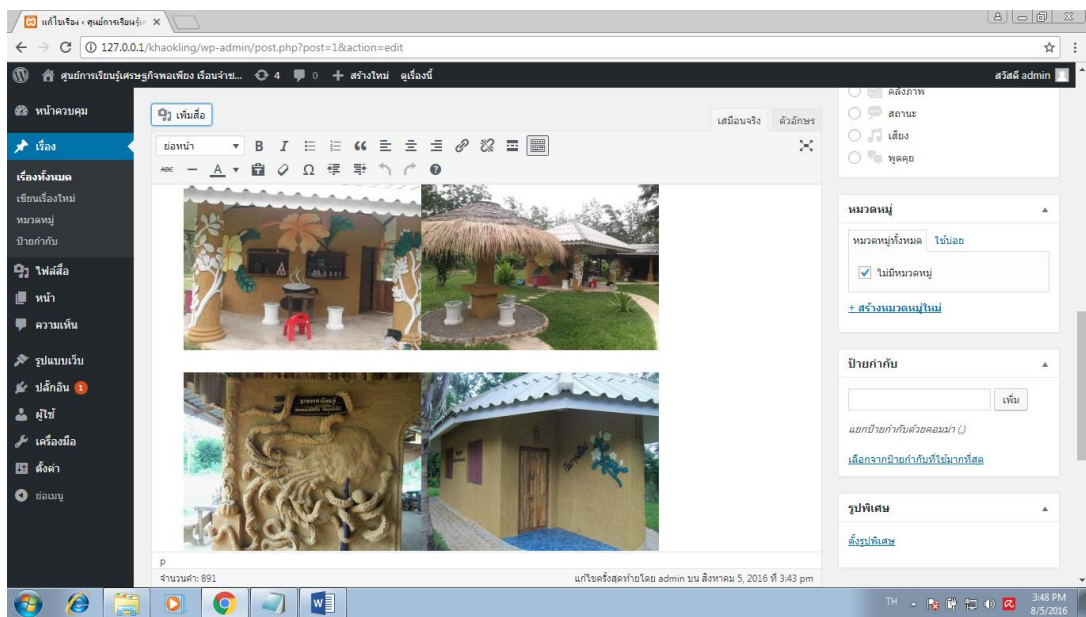 แก้ไขเรื่อง ‹ ศูนย์การเรียนรู้เ
127.0.0.1/khaokling/wp-admin/post.php?post=1&action=edit
ศูนย์การเรียนรู้เศรษฐกิจพอเพียง เรือนจำช... 4 0 + สร้างใหม่ ดูเรื่องนี้
สวัสดี admin
หน้าควบคุม
เรื่อง
เรื่องทั้งหมด
เขียนเรื่องใหม่
หมวดหมู่
ป้ายกำกับ
ไฟล์สื่อ
หน้า
ความเห็น
รูปแบบเว็บ
ปลั๊กอิน 1
ผู้ใช้
เครื่องมือ
ตั้งค่า
ย่อเมนู
เพิ่มสื่อ
เสมือนจริง ตัวอักษร
ย่อหน้า B I
ABC A Ω
p
จำนวนคำ: 891
แก้ไขครั้งสุดท้ายโดย admin บน สิงหาคม 5, 2016 ที่ 3:43 pm
คลังภาพ
สถานะ
เสียง
พูดคุย
หมวดหมู่
หมวดหมู่ทั้งหมด ใช้บ่อย
ไม่มีหมวดหมู่
+ สร้างหมวดหมู่ใหม่
ป้ายกำกับ
เพิ่ม
แยกป้ายกำกับด้วยคอมม่า (,)
เลือกจากป้ายกำกับที่ใช้มากที่สุด
รูปพิเศษ
ตั้งรูปพิเศษ
TH
3:48 PM
8/5/2016